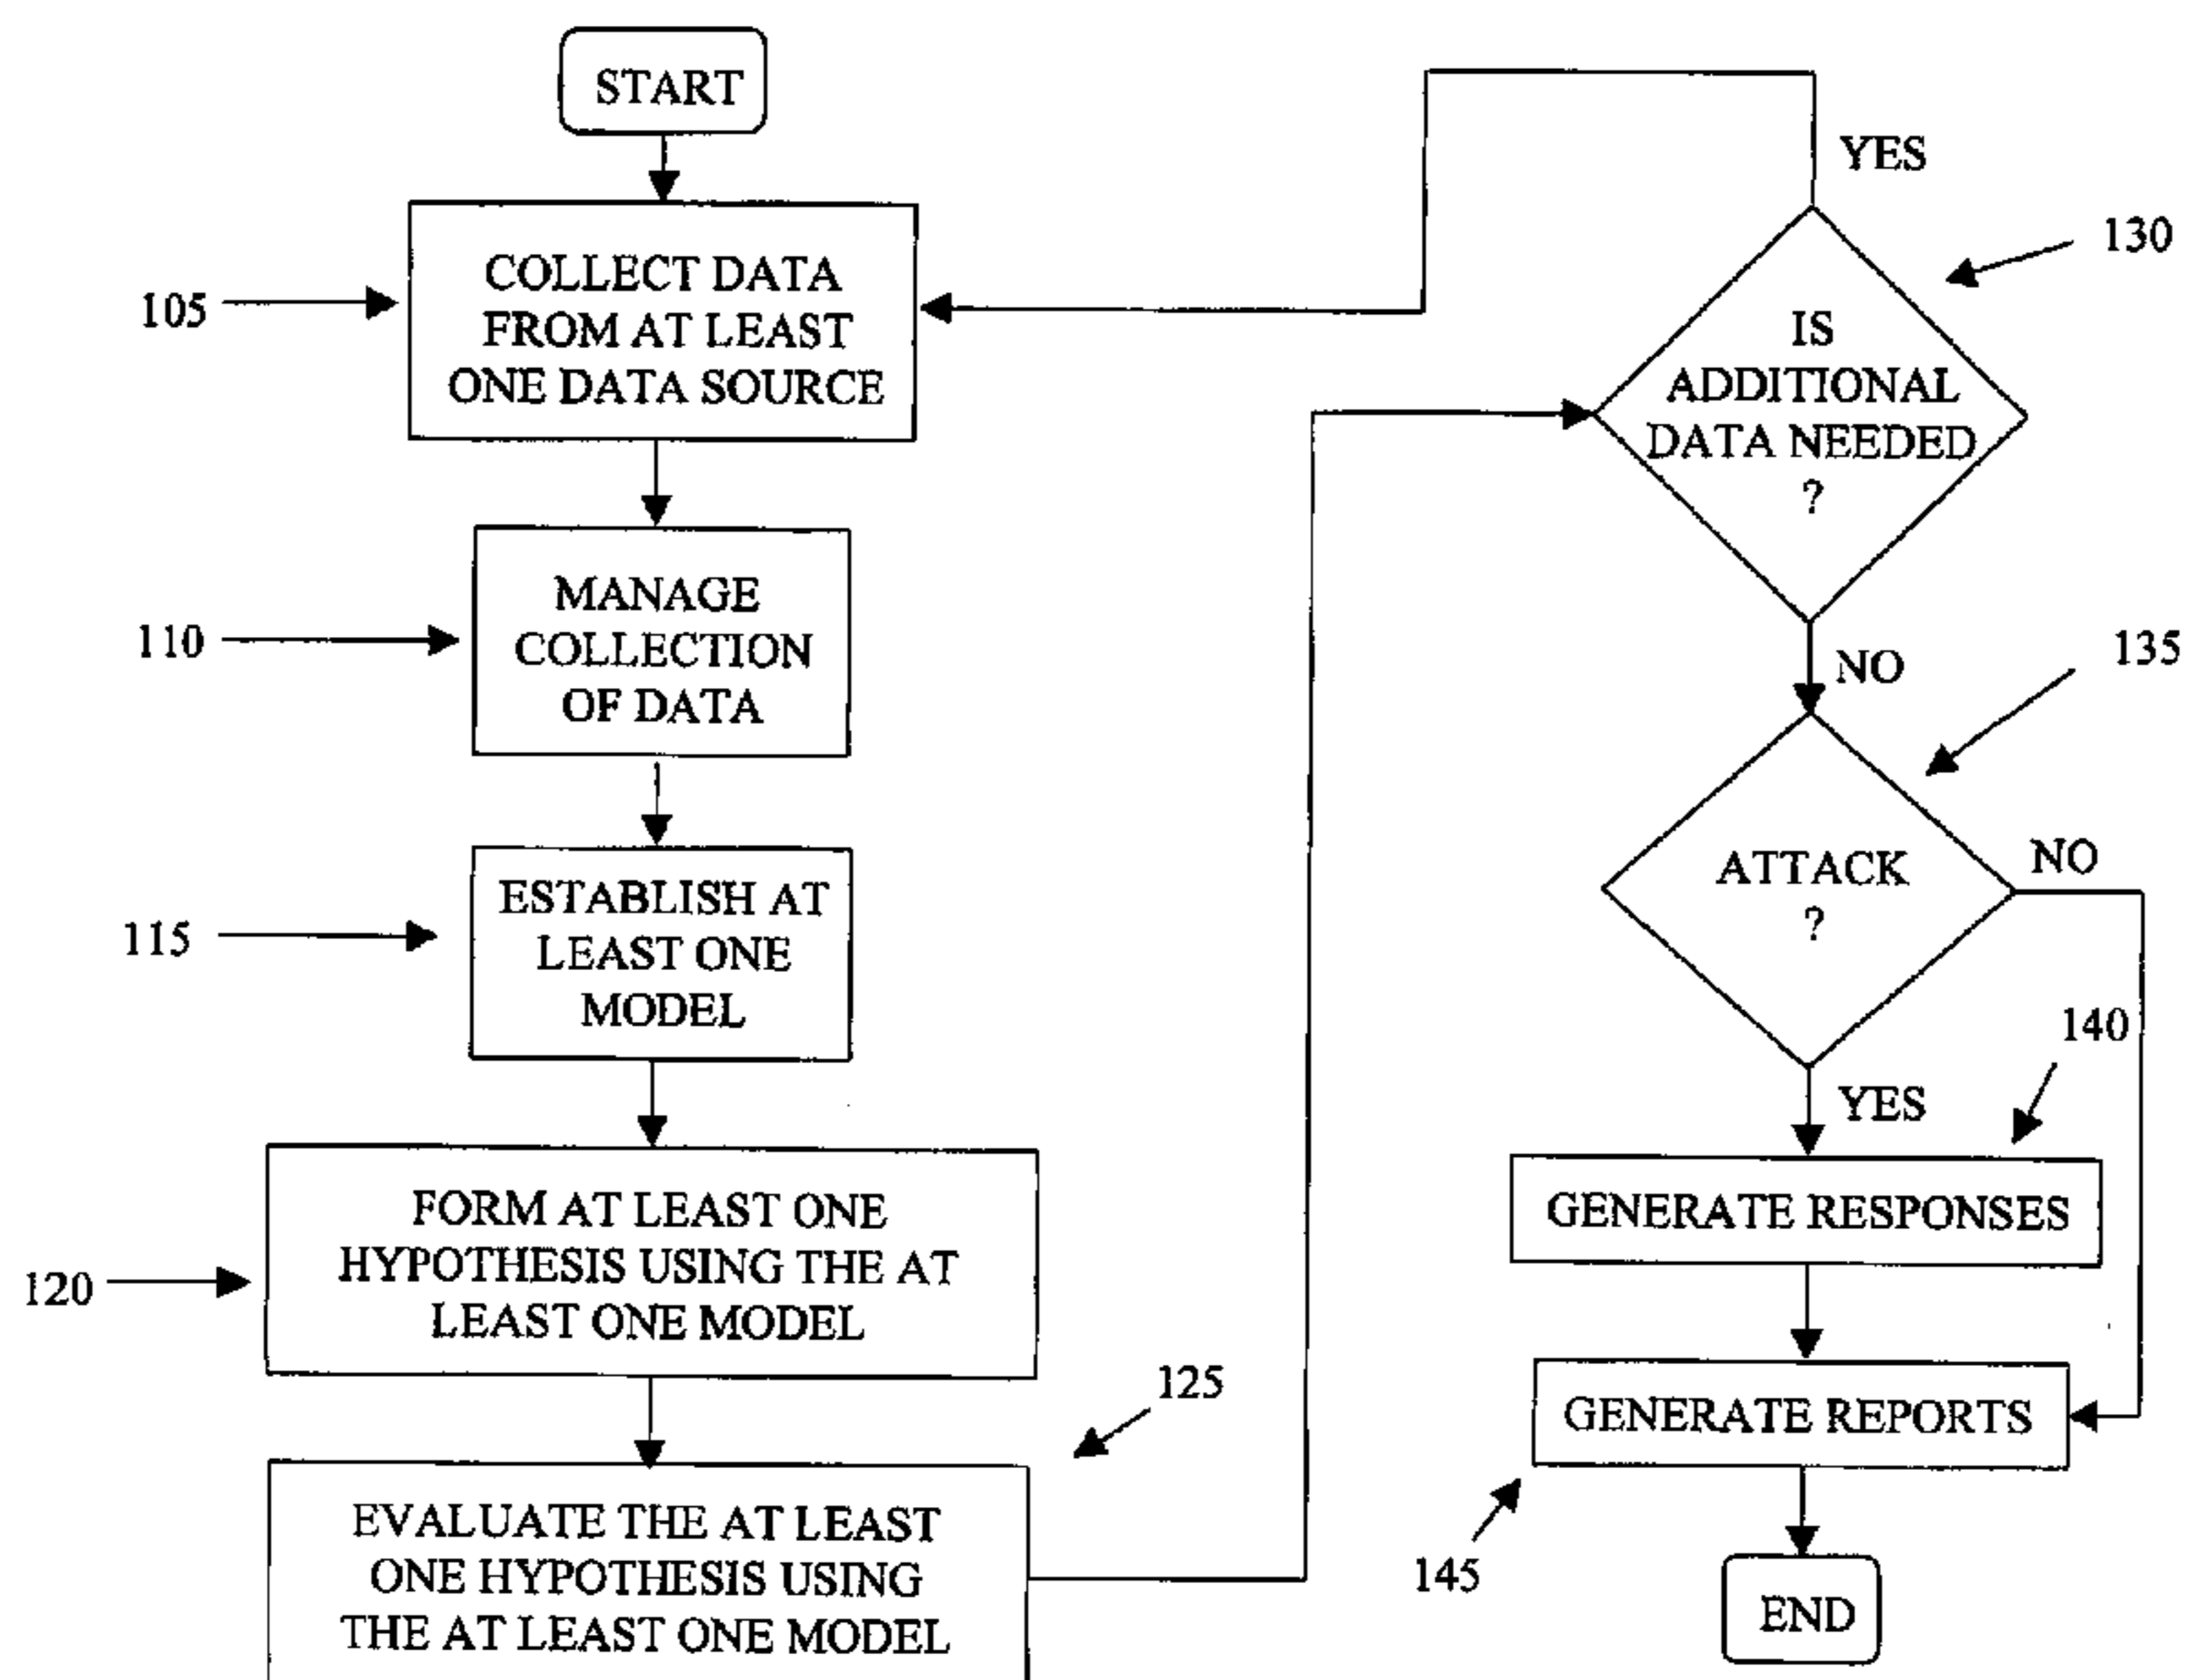 START
105
COLLECT DATA
FROM AT LEAST
ONE DATA SOURCE
110
MANAGE
COLLECTION
OF DATA
115
ESTABLISH AT
LEAST ONE
MODEL
120
FORM AT LEAST ONE
HYPOTHESIS USING THE AT
LEAST ONE MODEL
125
EVALUATE THE AT LEAST
ONE HYPOTHESIS USING
THE AT LEAST ONE MODEL
YES
130
IS
ADDITIONAL
DATA NEEDED
?
NO
135
ATTACK
?
NO
YES
140
GENERATE RESPONSES
GENERATE REPORTS
145
END